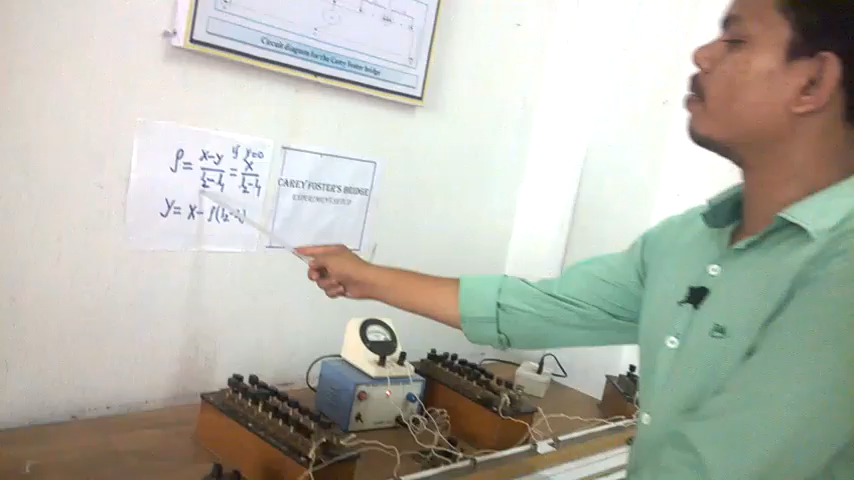 Circuit diagram for the Carey Foster bridge
ρ = x-y / l₂-l₁ = if y=0 x / l₂-l₁
y = x - ρ(l₂-l₁)
CAREY FOSTER'S BRIDGE
EXPERIMENT SETUP